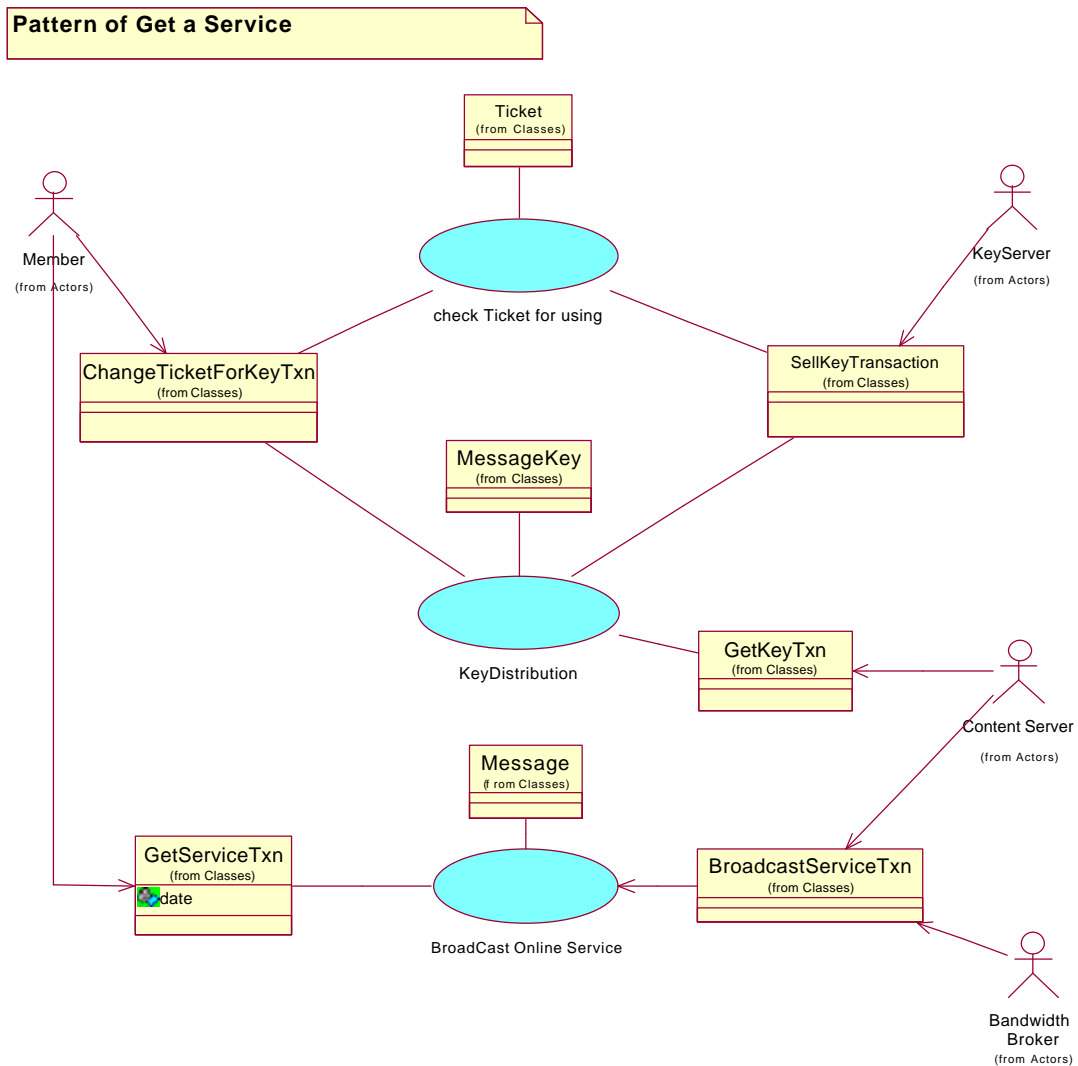 Pattern of Get a Service
Ticket
(from Classes)
Member
(from Actors)
KeyServer
(from Actors)
check Ticket for using
ChangeTicketForKeyTxn
(from Classes)
SellKeyTransaction
(from Classes)
MessageKey
(from Classes)
KeyDistribution
GetKeyTxn
(from Classes)
Content Server
(from Actors)
Message
(from Classes)
GetServiceTxn
(from Classes)
date
BroadcastServiceTxn
(from Classes)
BroadCast Online Service
Bandwidth
Broker
(from Actors)